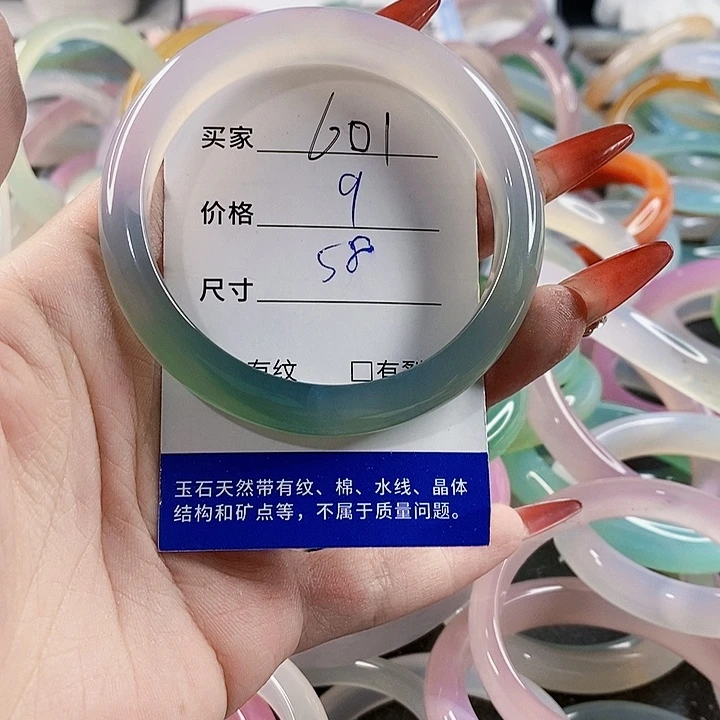 买家 601
价格 9
尺寸 58
有纹 □有裂
玉石天然带有纹、棉、水线、晶体
结构和矿点等，不属于质量问题。